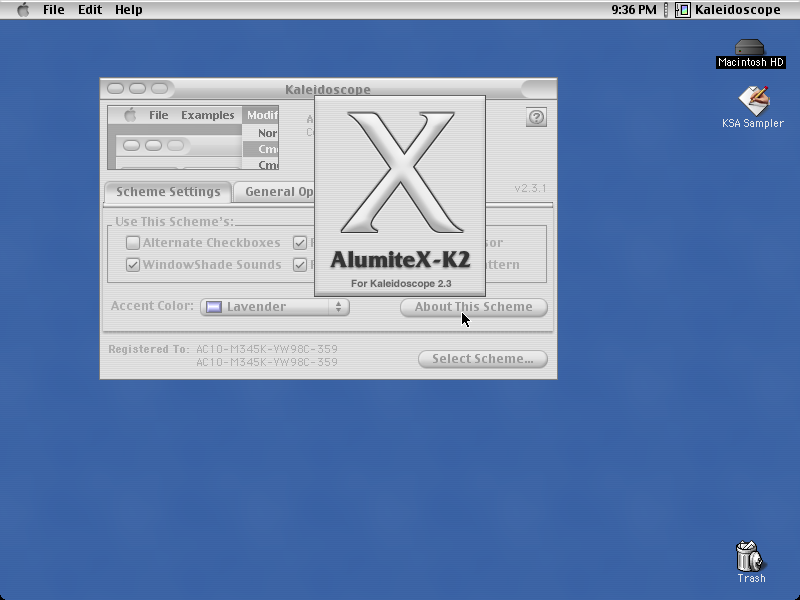 File Edit Help
9:36 PM
Kaleidoscope
Macintosh HD
KSA Sampler
Kaleidoscope
File Examples Modif
Nor
Cmd
Cmd
X
AlumiteX-K2
For Kaleidoscope 2.3
v2.3.1
Scheme Settings
General Op
Use This Scheme's:
Alternate Checkboxes
sor
WindowShade Sounds
ttern
Accent Color:
Lavender
About This Scheme
Registered To:
AC10-M345K-YW98C-359
AC10-M345K-YW98C-359
Select Scheme...
Trash